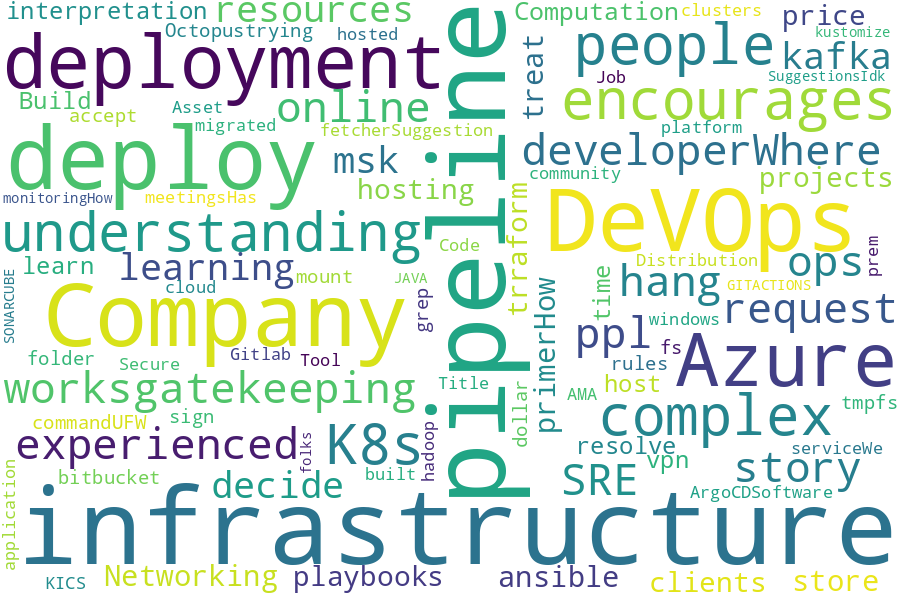 interpretation
resources
Computation
clusters
price
kustomize
Octopustrying
hosted
deployment
pipeline
people
kafka
treat
Job
SuggestionsIdk
Build
accept
Asset
migrated
online
fetcherSuggestion
encourages
platform
deploy
msk
developerWhere
community
projects
monitoringHow
meetingsHas
hosting
trraform
DeVOps
understanding
Code
Distribution
ops
prem
learn
learning
mount
JAVA
cloud
time
hang
GITACTIONS
request
SONARCUBE
Company
grep
primerHow
ppl
windows
fs
Azure
folder
Secure
Gitlab
Tool
rules
worksgatekeeping
Title
dollar
AMA
host
complex
tmpfs
commandUFW
sign
experienced
folks
K8s
hadoop
resolve
serviceWe
vpn
story
application
bitbucket
decide
built
SRE
ArgoCDSoftware
infrastructure
KICS
Networking
playbooks
ansible
clients
store